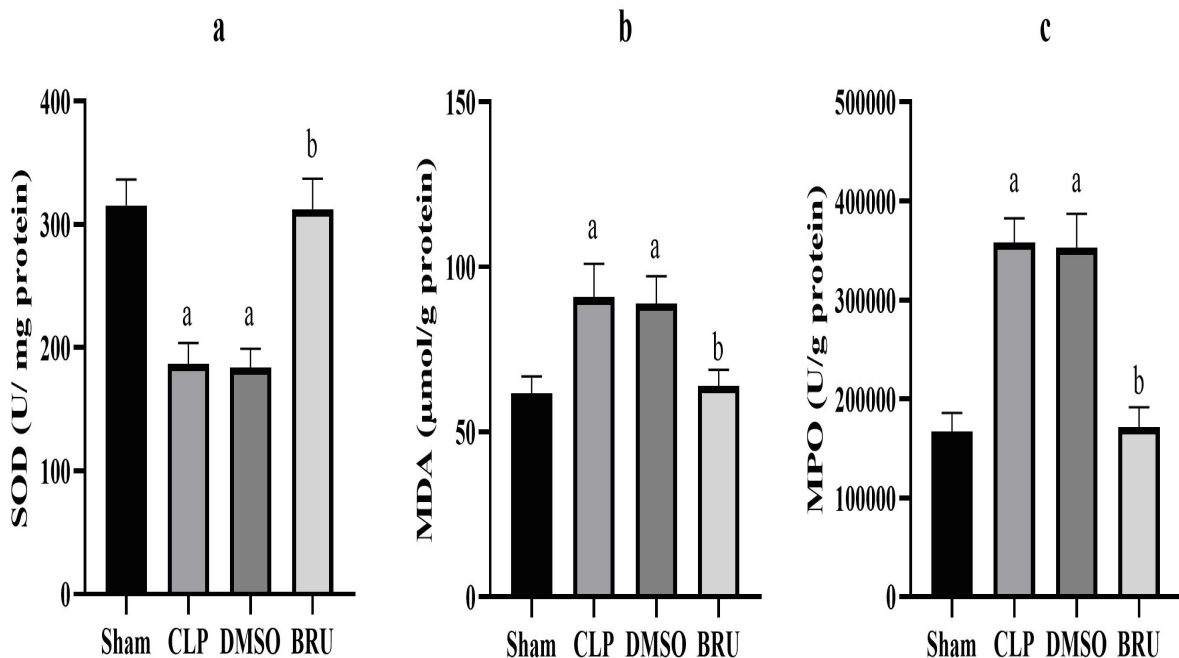 a
SOD (U/ mg protein)
400
300
200
100
0
a
a
b
Sham CLP DMSO BRU
b
MDA (µmol/g protein)
150
100
50
0
a
a
b
Sham CLP DMSO BRU
c
MPO (U/g protein)
500000
400000
300000
200000
100000
0
a
a
b
Sham CLP DMSO BRU